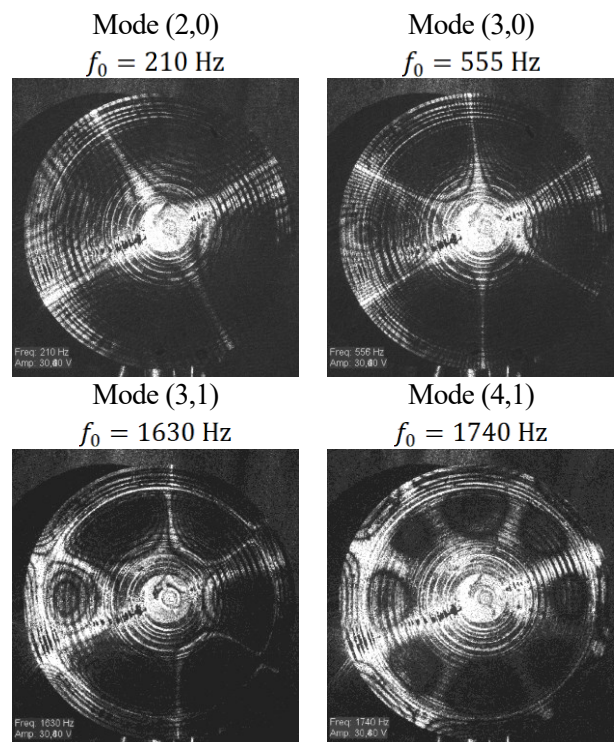 Mode (2,0) Mode (3,0)
f₀ = 210 Hz f₀ = 555 Hz
Freq: 210 Hz Freq: 556 Hz
Amp: 30,00 V Amp: 30,00 V
Mode (3,1) Mode (4,1)
f₀ = 1630 Hz f₀ = 1740 Hz
Freq: 1630 Hz Freq: 1740 Hz
Amp: 30,00 V Amp: 30,00 V